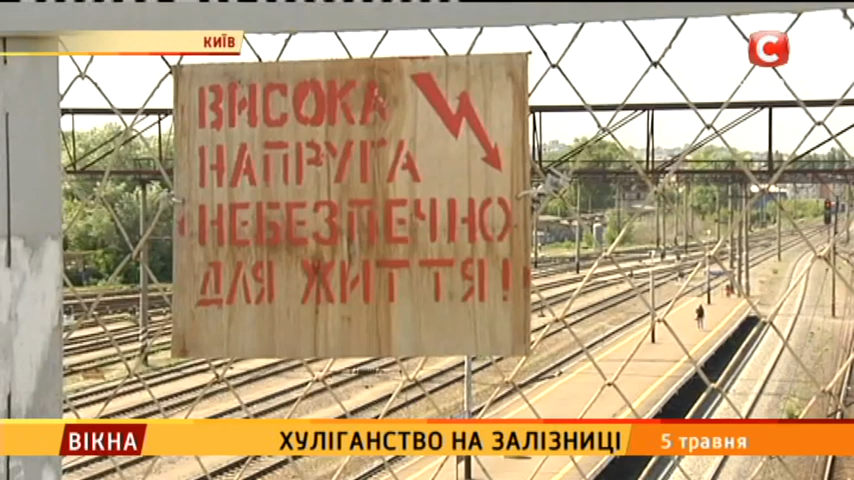 КИЇВ
ВИСОКА
НАПРУГА
НЕБЕЗПЕЧНО
ДЛЯ ЖИТТЯ!
ВІКНА
ХУЛІГАНСТВО НА ЗАЛІЗНИЦІ
5 травня